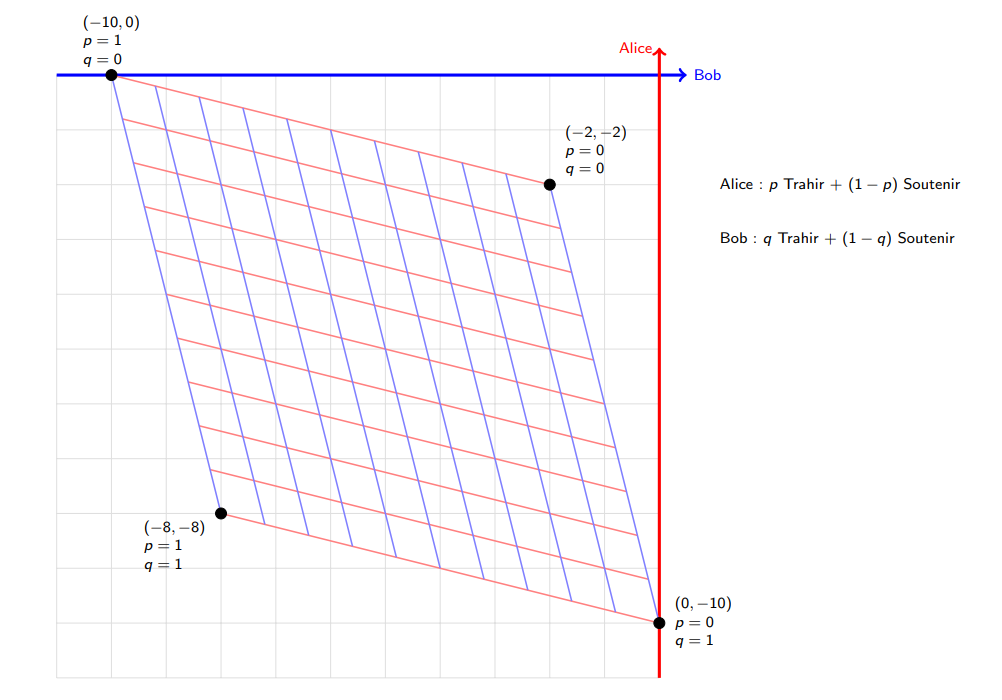 (−10, 0)
p = 1
q = 0
Alice
Bob
(−2, −2)
p = 0
q = 0
Alice : p Trahir + (1 − p) Soutenir
Bob : q Trahir + (1 − q) Soutenir
(−8, −8)
p = 1
q = 1
(0, −10)
p = 0
q = 1